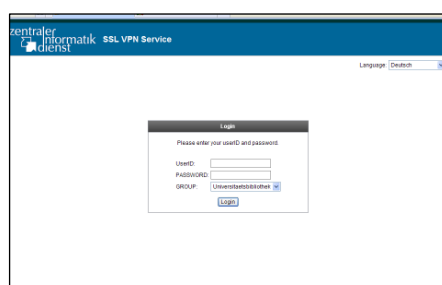 zentraler
informatik
dienst
SSL VPN Service
Language: Deutsch
Login
Please enter your userID and password.
UserID:
PASSWORD:
GROUP: Universitaetsbibliothek
Login